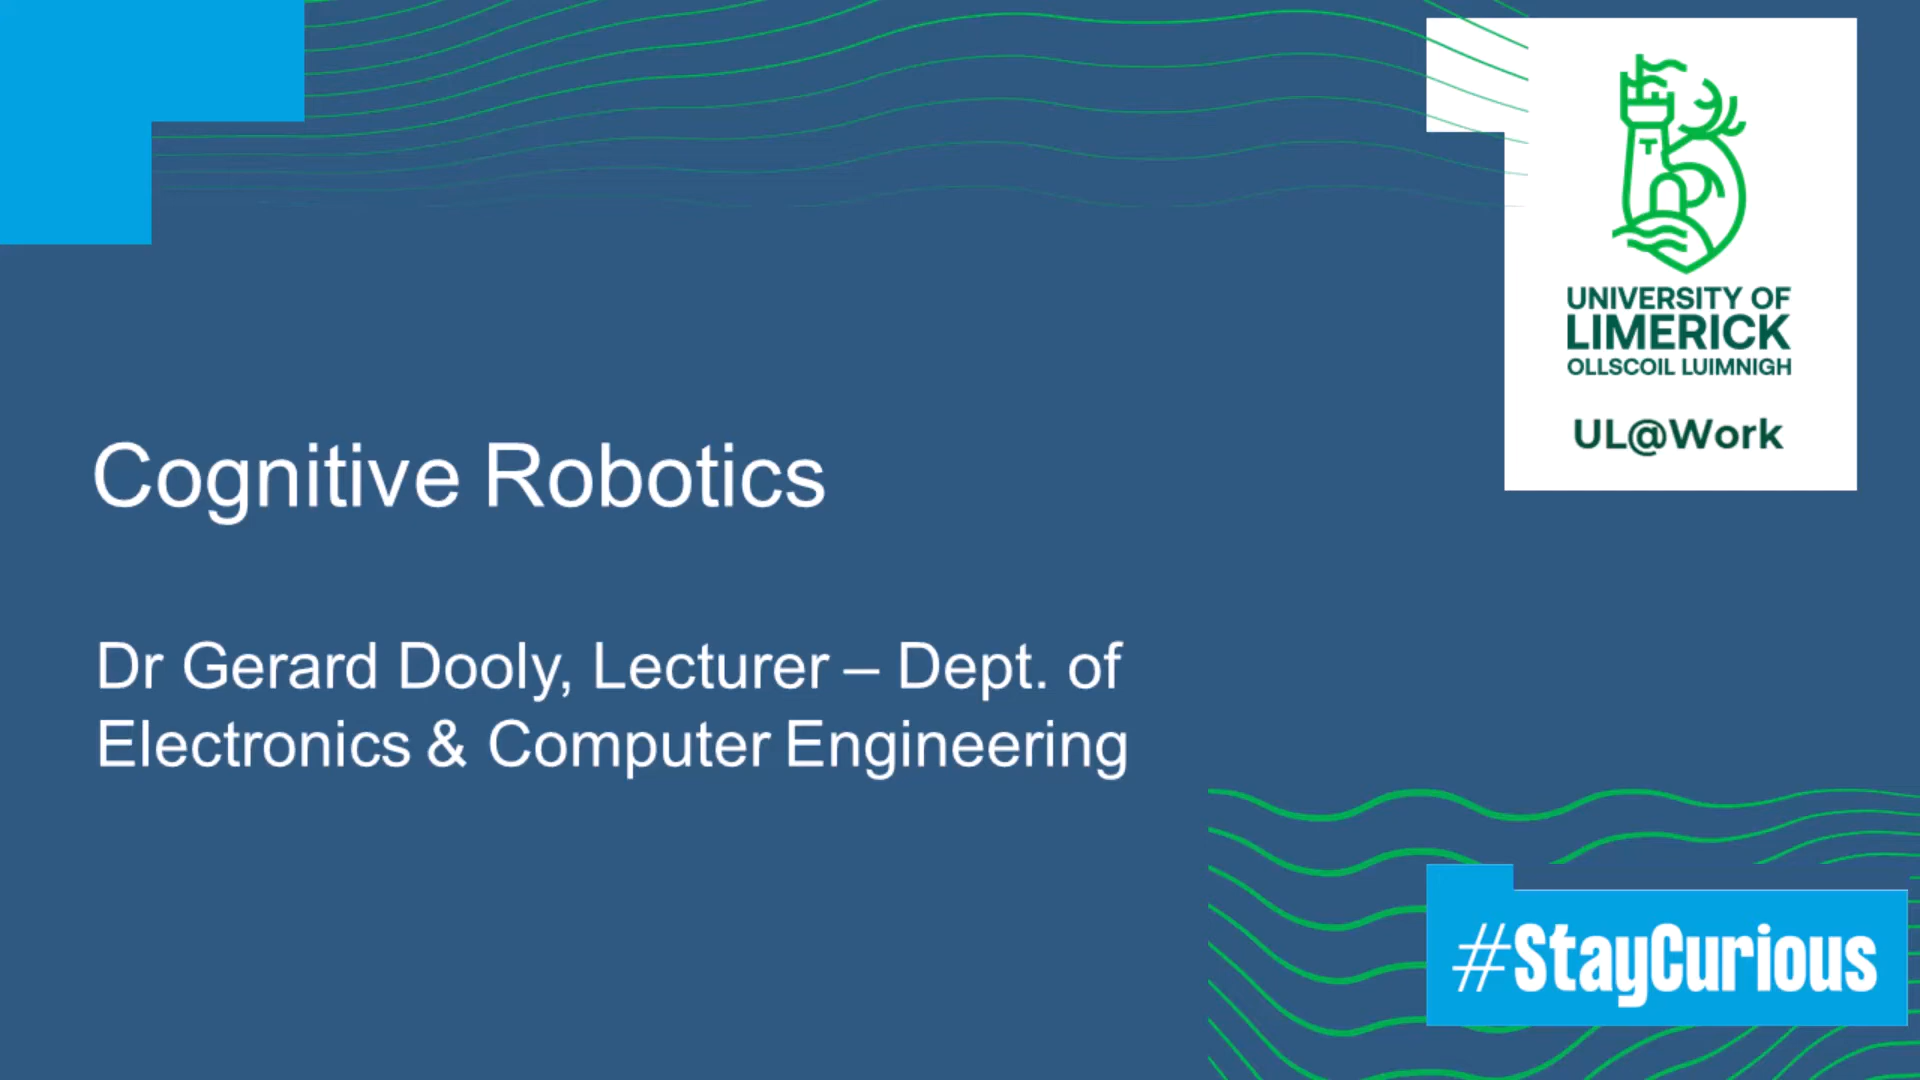 UNIVERSITY OF
LIMERICK
OLLSCOIL LUIMNIGH
UL@Work
Cognitive Robotics
Dr Gerard Dooly, Lecturer – Dept. of
Electronics & Computer Engineering
#StayCurious